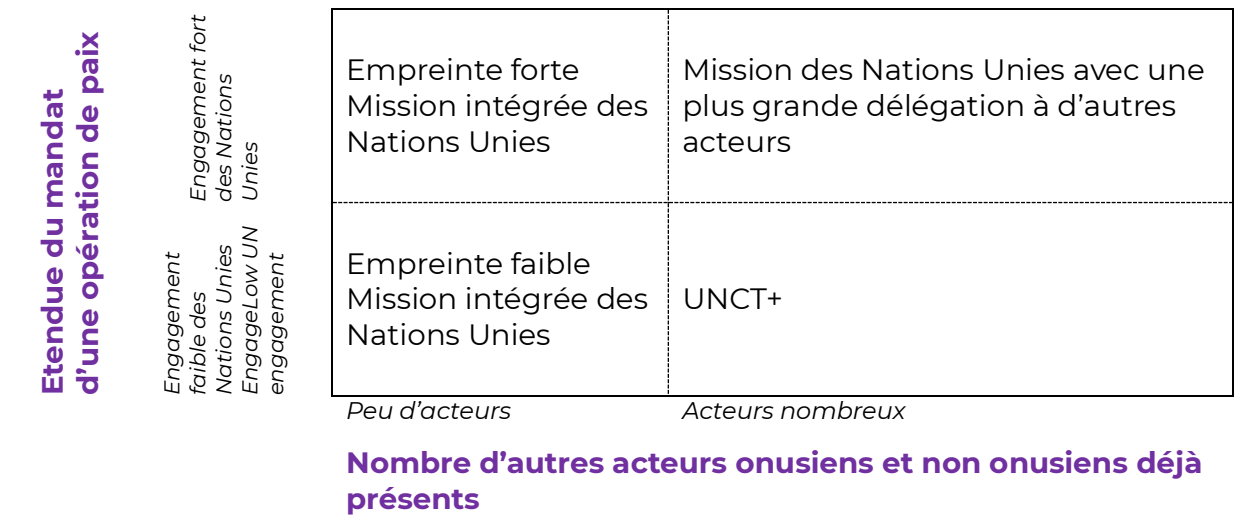 Etendue du mandat
d’une opération de paix
Engagement fort
des Nations
Unies
Engagement
faible des
Nations Unies
EngageLow UN
engagement
Empreinte forte
Mission intégrée des
Nations Unies
Mission des Nations Unies avec une
plus grande délégation à d’autres
acteurs
Empreinte faible
Mission intégrée des
Nations Unies
UNCT+
Peu d’acteurs
Acteurs nombreux
Nombre d’autres acteurs onusiens et non onusiens déjà
présents